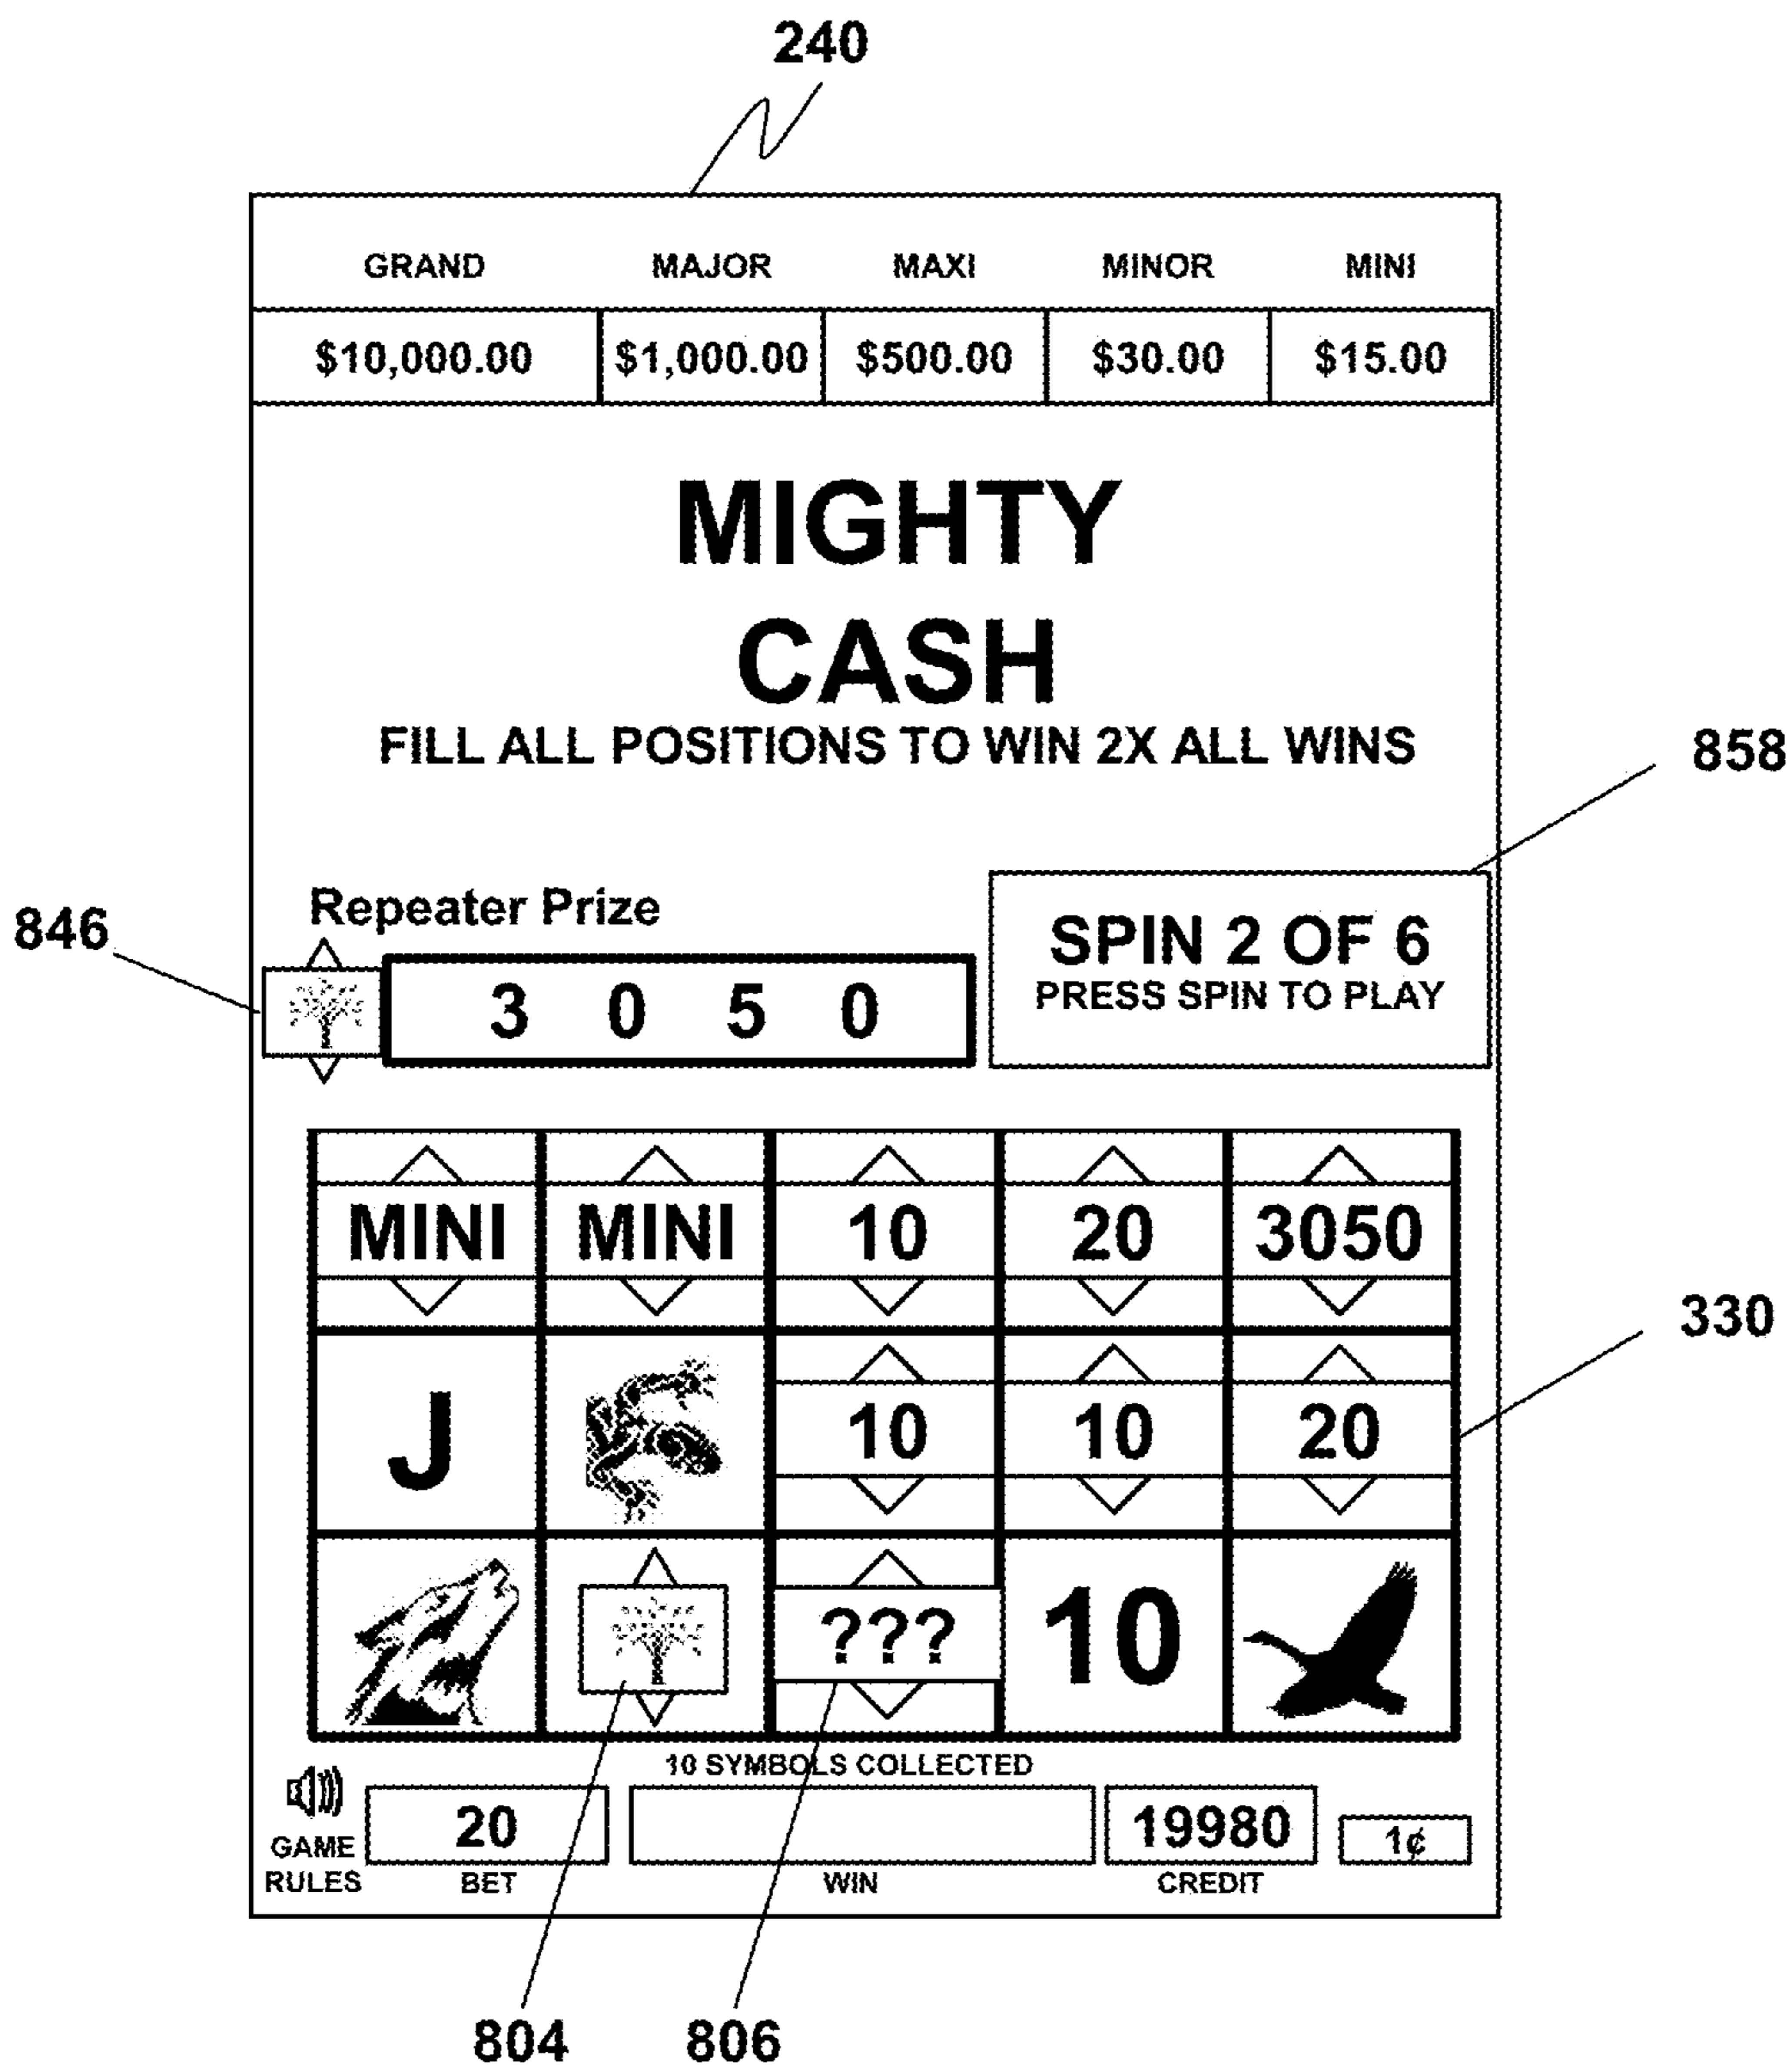 240
GRAND MAJOR MAXI MINOR MINI
$10,000.00 $1,000.00 $500.00 $30.00 $15.00
MIGHTY
CASH
FILL ALL POSITIONS TO WIN 2X ALL WINS
858
Repeater Prize
846
3 0 5 0
SPIN 2 OF 6
PRESS SPIN TO PLAY
MINI MINI 10 20 3050
330
J 10 10 20
??? 10
10 SYMBOLS COLLECTED
20 19980 1¢
GAME
RULES BET WIN CREDIT
804 806